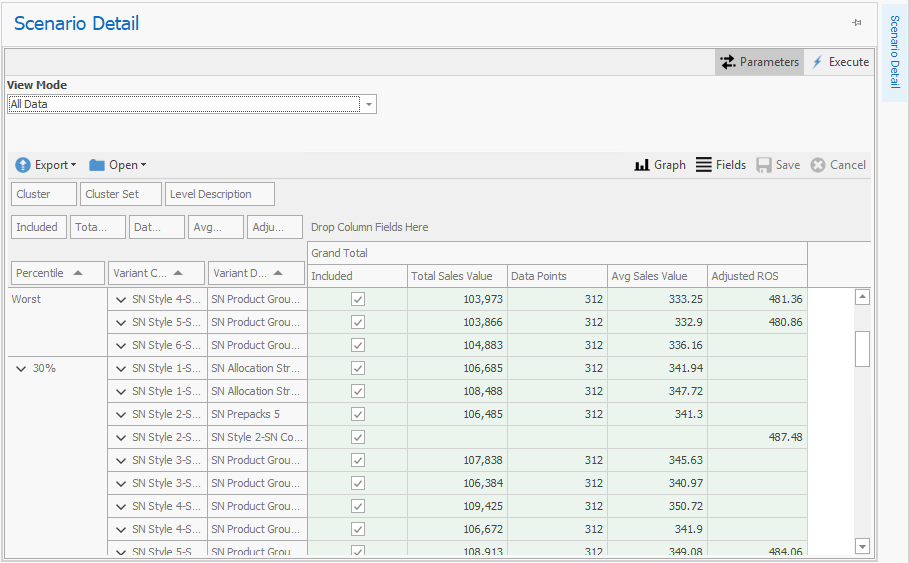 Scenario Detail
Scenario Detail
Parameters Execute
View Mode
All Data
Export Open Graph Fields Save Cancel
Cluster Cluster Set Level Description
Included Tota... Dat... Avg... Adju... Drop Column Fields Here
Grand Total
Percentile Variant C... Variant D... Included Total Sales Value Data Points Avg Sales Value Adjusted ROS
Worst SN Style 4-S... SN Product Grou... 103,973 312 333.25 481.36
SN Style 5-S... SN Product Grou... 103,866 312 332.9 480.86
SN Style 6-S... SN Product Grou... 104,883 312 336.16
30% SN Style 1-S... SN Allocation Str... 106,685 312 341.94
SN Style 1-S... SN Allocation Str... 108,488 312 347.72
SN Style 2-S... SN Prepacks 5 106,485 312 341.3
SN Style 2-S... SN Style 2-SN Co... 487.48
SN Style 3-S... SN Product Grou... 107,838 312 345.63
SN Style 3-S... SN Product Grou... 106,384 312 340.97
SN Style 4-S... SN Product Grou... 109,425 312 350.72
SN Style 4-S... SN Product Grou... 106,672 312 341.9
SN Style 5-S... SN Product Grou... 108,913 312 349.08 484.06